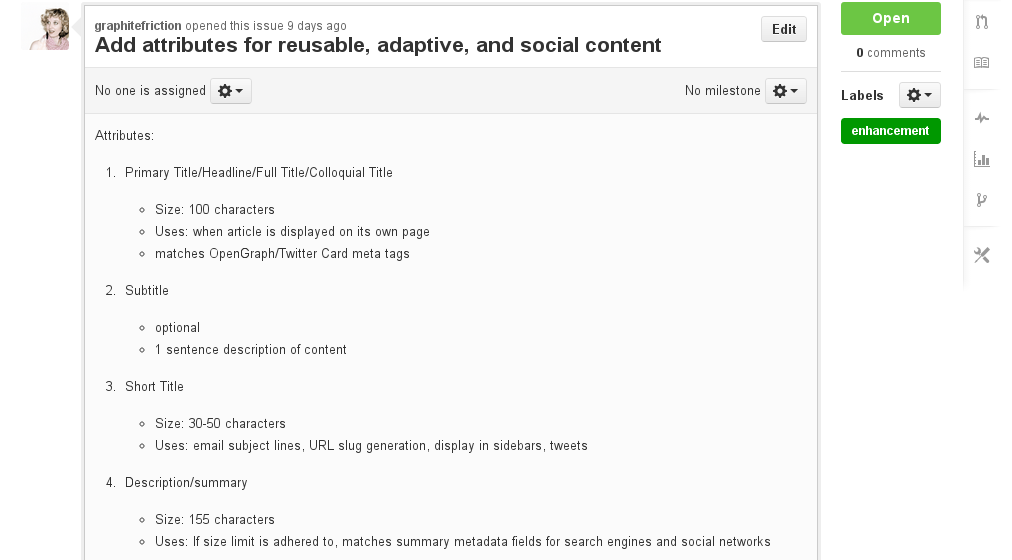 graphitefriction opened this issue 9 days ago
Add attributes for reusable, adaptive, and social content
Edit
No one is assigned
No milestone
Attributes:
1. Primary Title/Headline/Full Title/Colloquial Title
Size: 100 characters
Uses: when article is displayed on its own page
matches OpenGraph/Twitter Card meta tags
2. Subtitle
optional
1 sentence description of content
3. Short Title
Size: 30-50 characters
Uses: email subject lines, URL slug generation, display in sidebars, tweets
4. Description/summary
Size: 155 characters
Uses: If size limit is adhered to, matches summary metadata fields for search engines and social networks
Open
0 comments
Labels
enhancement